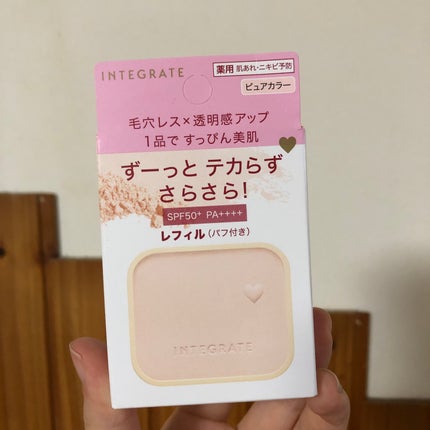 INTEGRATE
薬用 肌あれ・ニキビ予防
ピュアカラー
毛穴レス×透明感アップ
1品で すっぴん美肌
ずーっと テカらず
さらさら!
SPF50+ PA++++
レフィル(パフ付き)
INTEGRATE